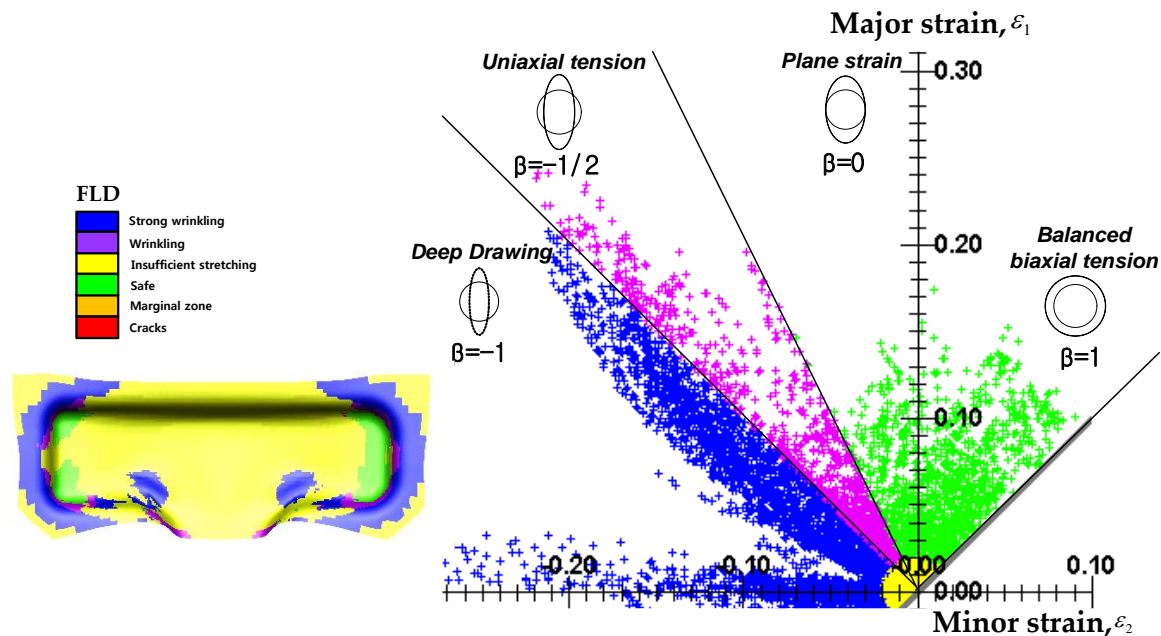 Major strain, ε₁
Uniaxial tension
Plane strain
0.30
β=-1/2
β=0
FLD
Strong wrinkling
Wrinkling
Insufficient stretching
Safe
Marginal zone
Cracks
0.20
Deep Drawing
Balanced
biaxial tension
β=-1
β=1
0.10
-0.20
-0.10
0.00
0.10
0.00
Minor strain, ε₂